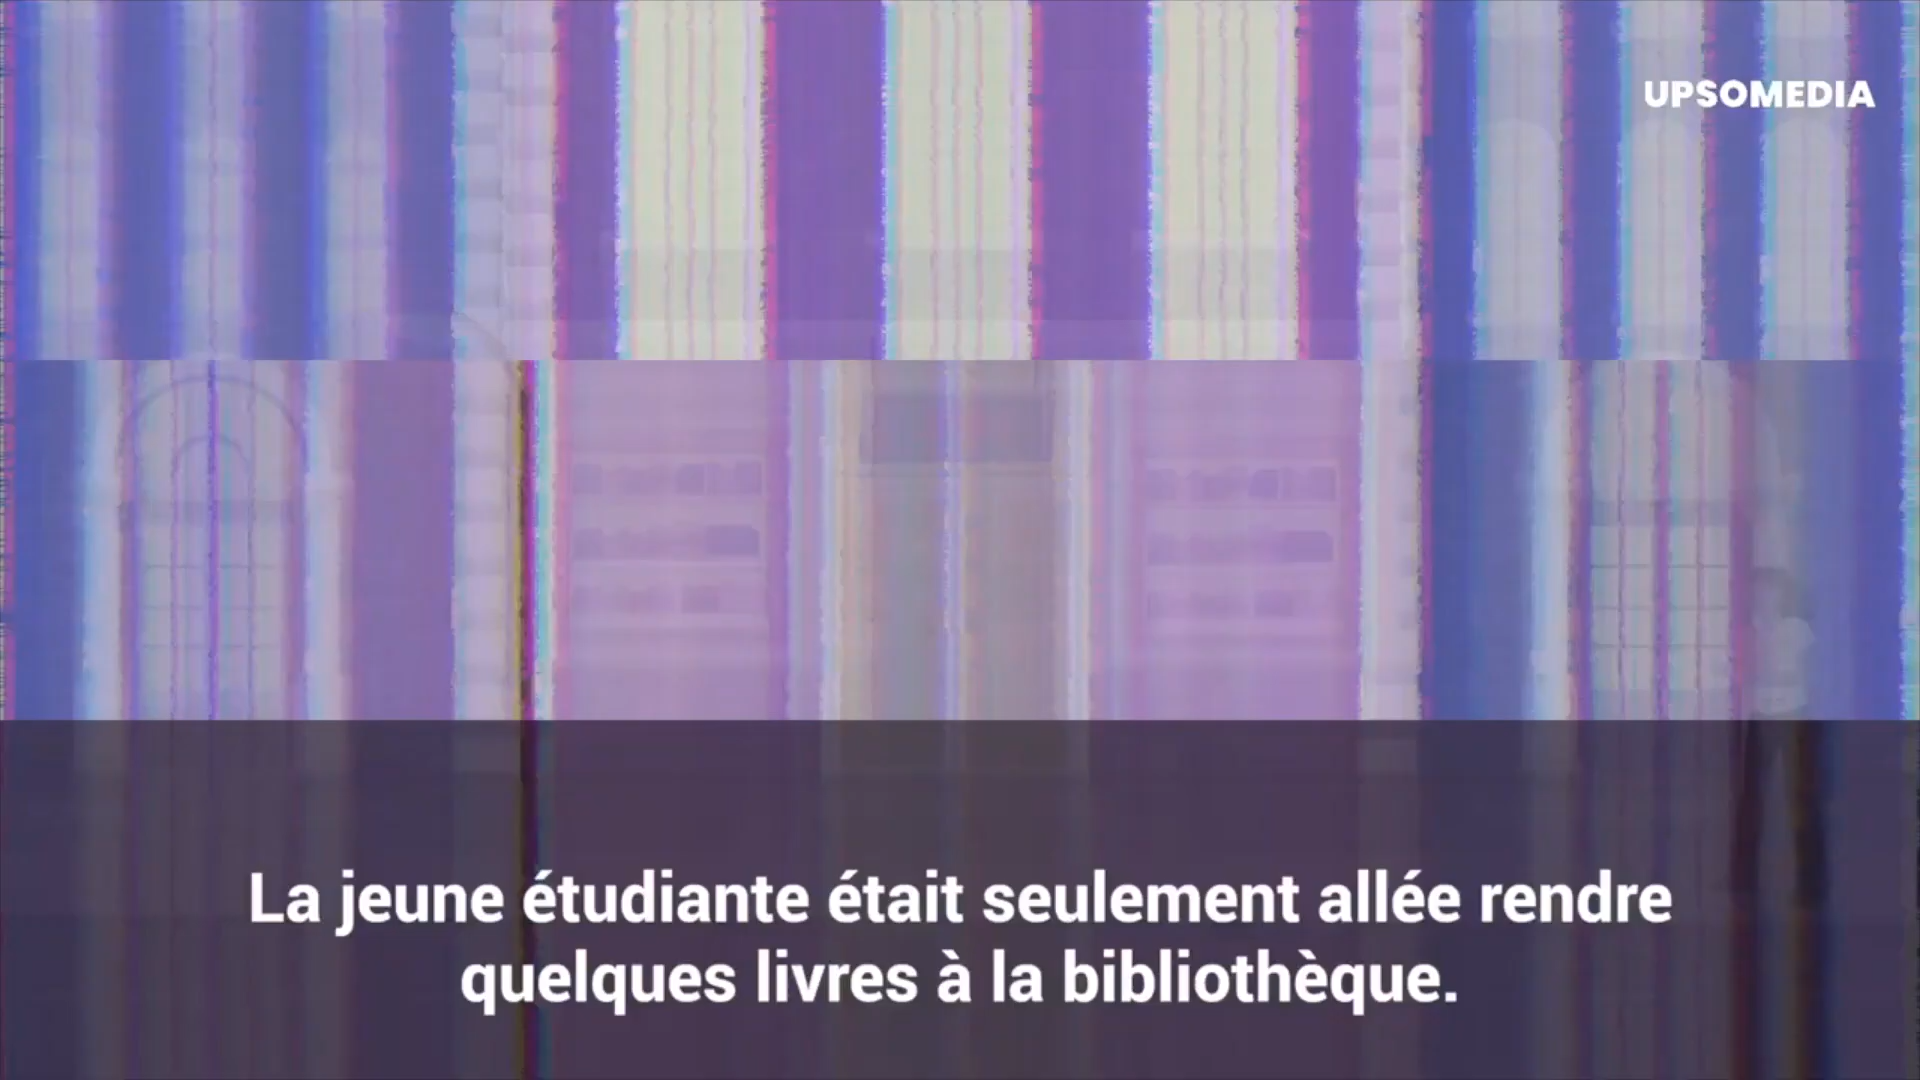 UPSOMEDIA
La jeune étudiante était seulement allée rendre
quelques livres à la bibliothèque.